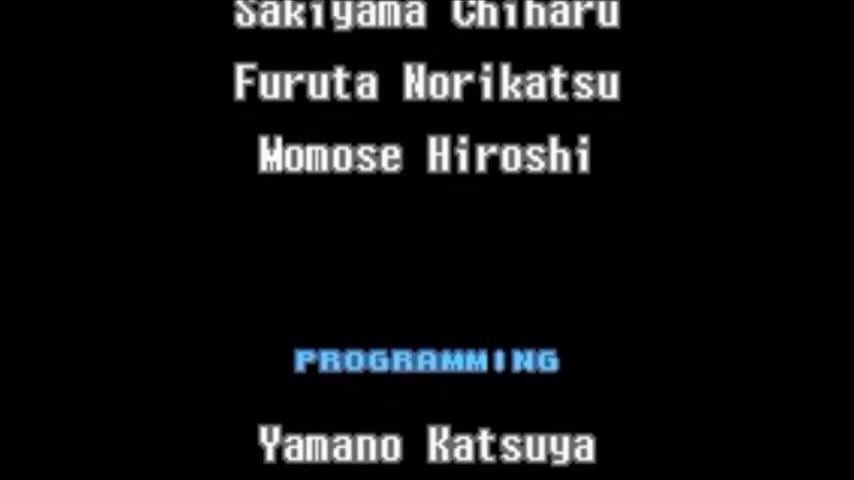 Sakiyama Chiharu
Furuta Norikatsu
Momose Hiroshi
PROGRAMMING
Yamano Katsuya